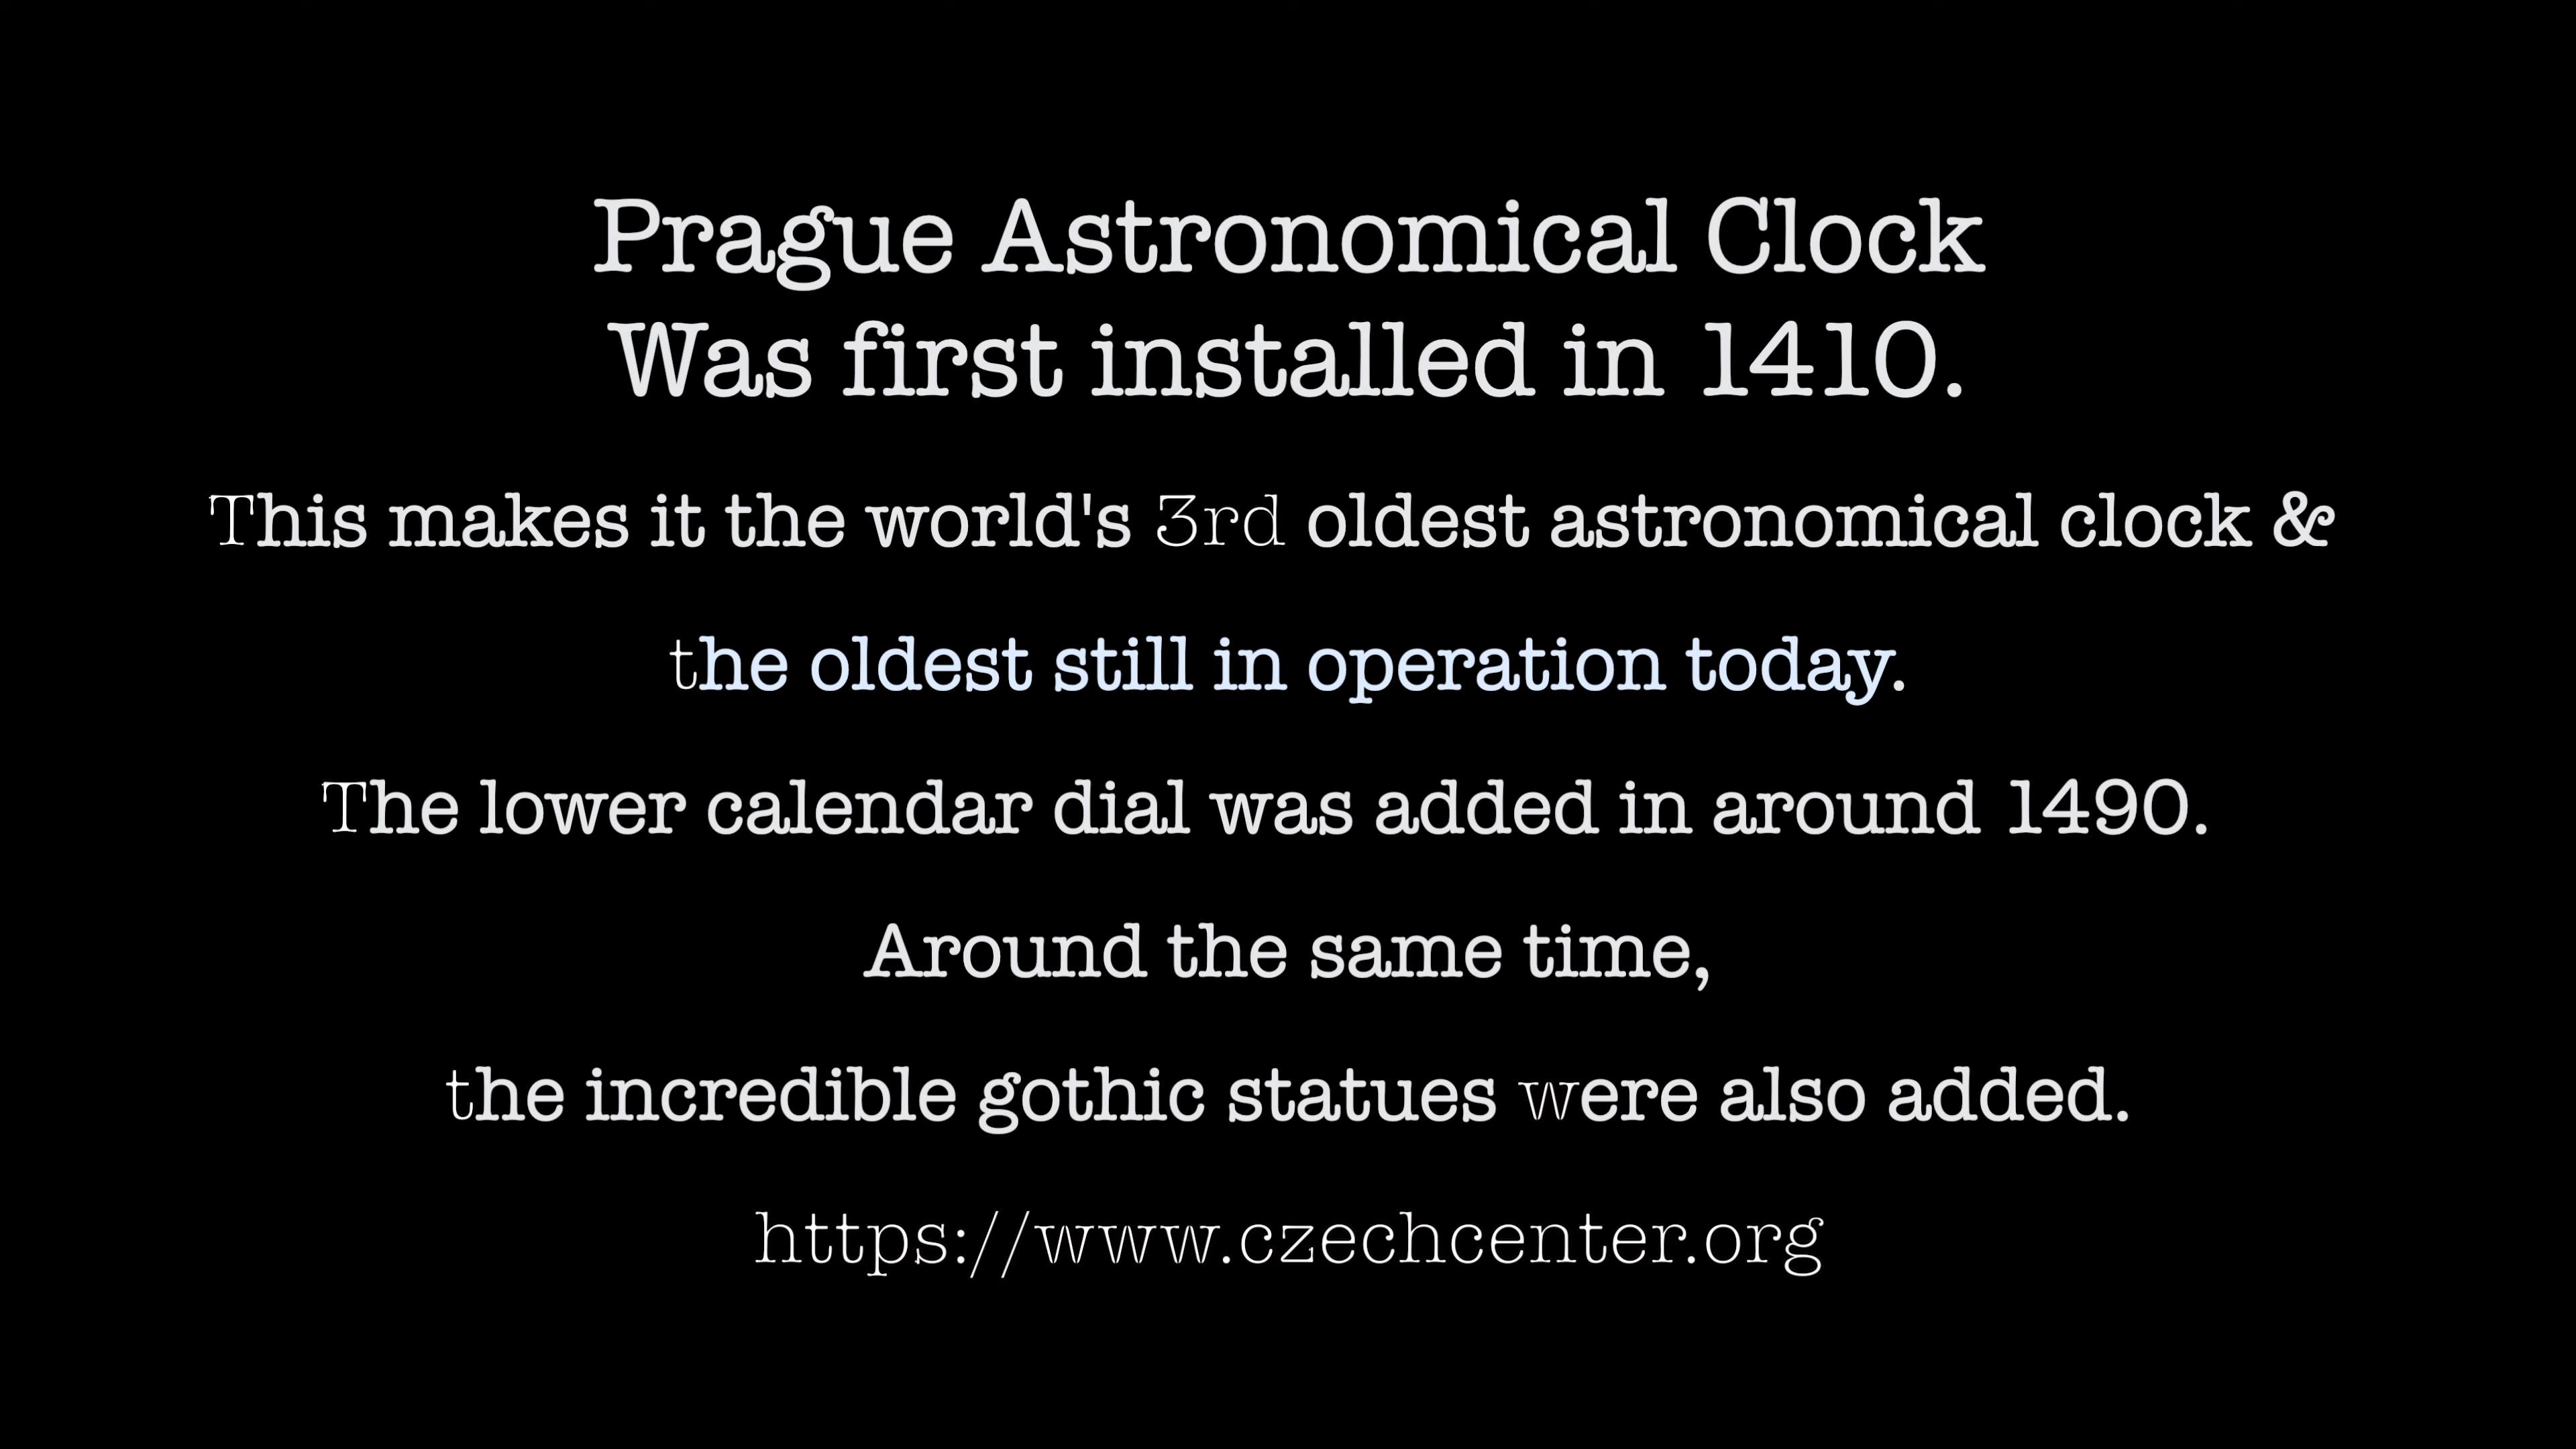 Prague Astronomical Clock
Was first installed in 1410.
This makes it the world's 3rd oldest astronomical clock &
the oldest still in operation today.
The lower calendar dial was added in around 1490.
Around the same time,
the incredible gothic statues were also added.
https://www.czechcenter.org